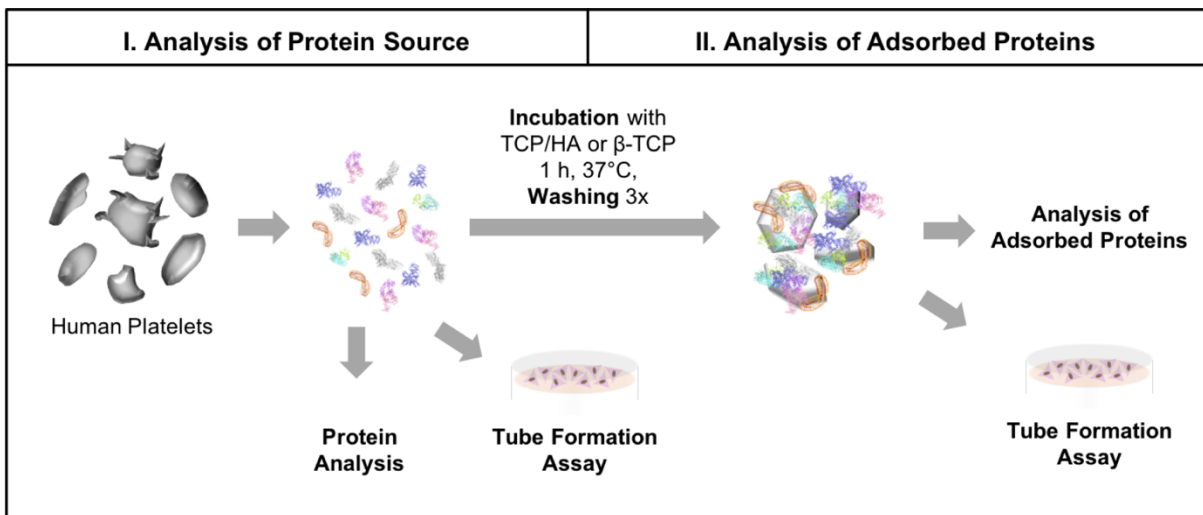 I. Analysis of Protein Source
II. Analysis of Adsorbed Proteins
Incubation with
TCP/HA or β-TCP
1 h, 37°C,
Washing 3x
Human Platelets
Analysis of
Adsorbed Proteins
Protein
Analysis
Tube Formation
Assay
Tube Formation
Assay